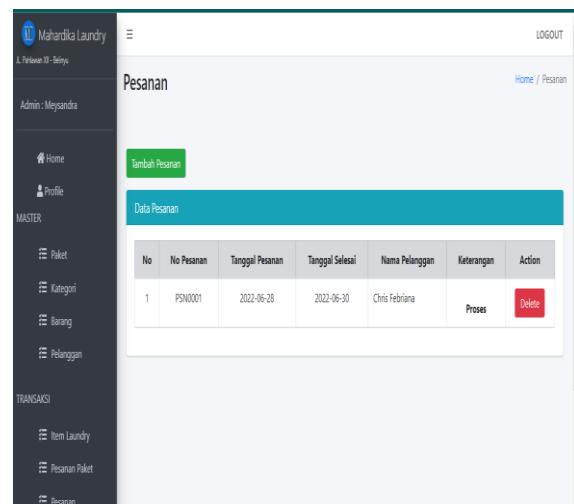 Mahardika Laundry
JL. Pahlawan XII - Belinyu
Admin : Meysandra
Home
Profile
MASTER
Paket
Kategori
Barang
Pelanggan
TRANSAKSI
Item Laundry
Pesanan Paket
Pesanan
LOGOUT
Pesanan
Home / Pesanan
Tambah Pesanan
Data Pesanan
No No Pesanan Tanggal Pesanan Tanggal Selesai Nama Pelanggan Keterangan Action
1 PSN0001 2022-06-28 2022-06-30 Chris Febriana Proses Delete